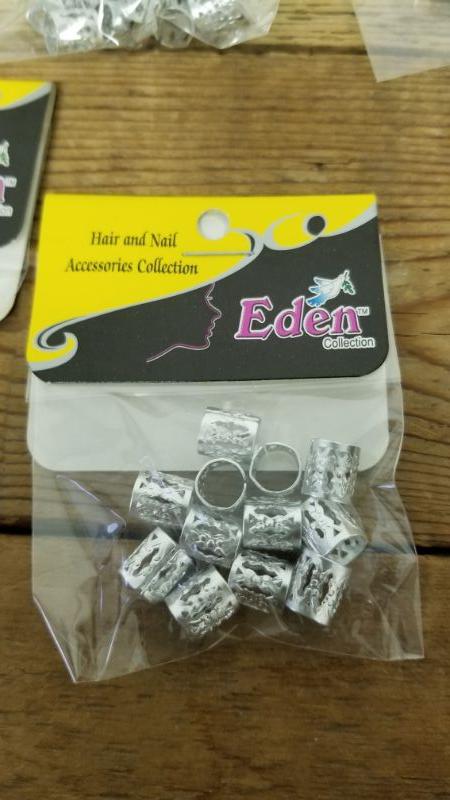 Hair and Nail
Accessories Collection
Eden™
Collection